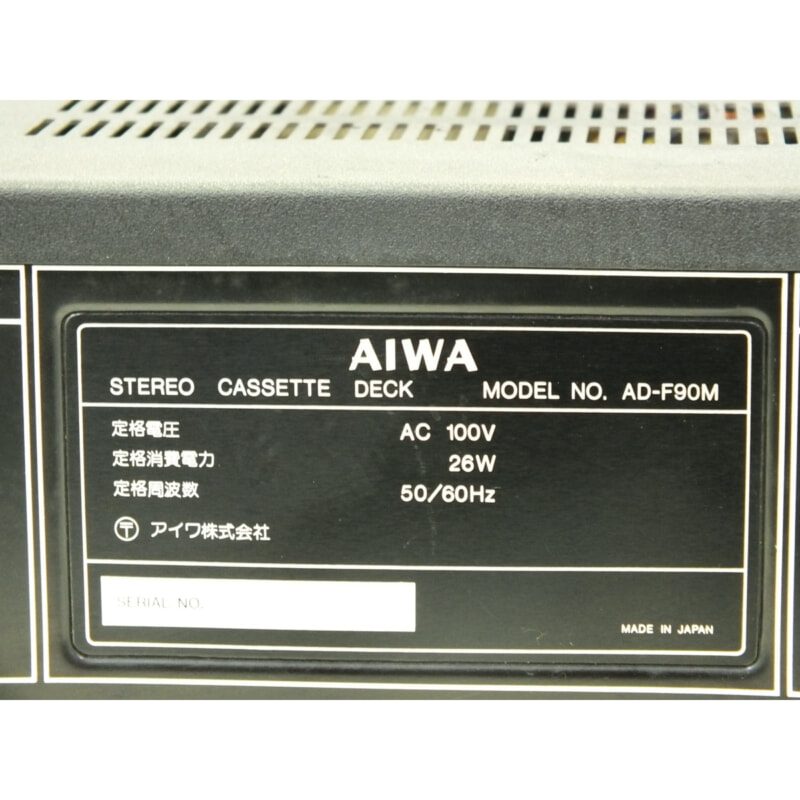 AIWA
STEREO CASSETTE DECK MODEL NO. AD-F90M
定格電圧 AC 100V
定格消費電力 26W
定格周波数 50/60Hz
〶 アイワ株式会社
SERIAL NO.
MADE IN JAPAN